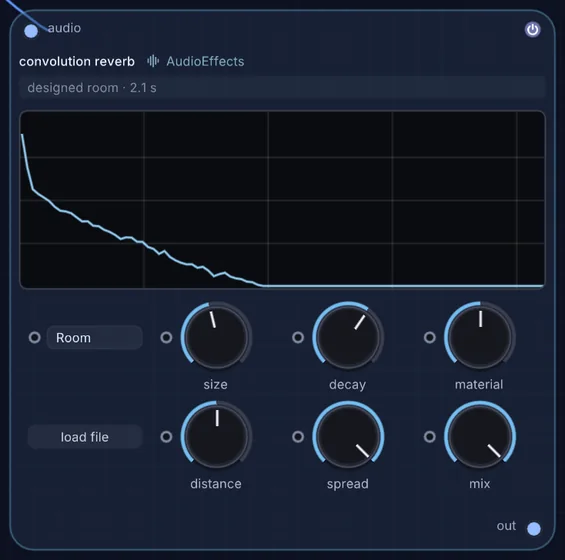 audio
convolution reverb AudioEffects
designed room · 2.1 s
Room
size decay material
load file
distance spread mix
out